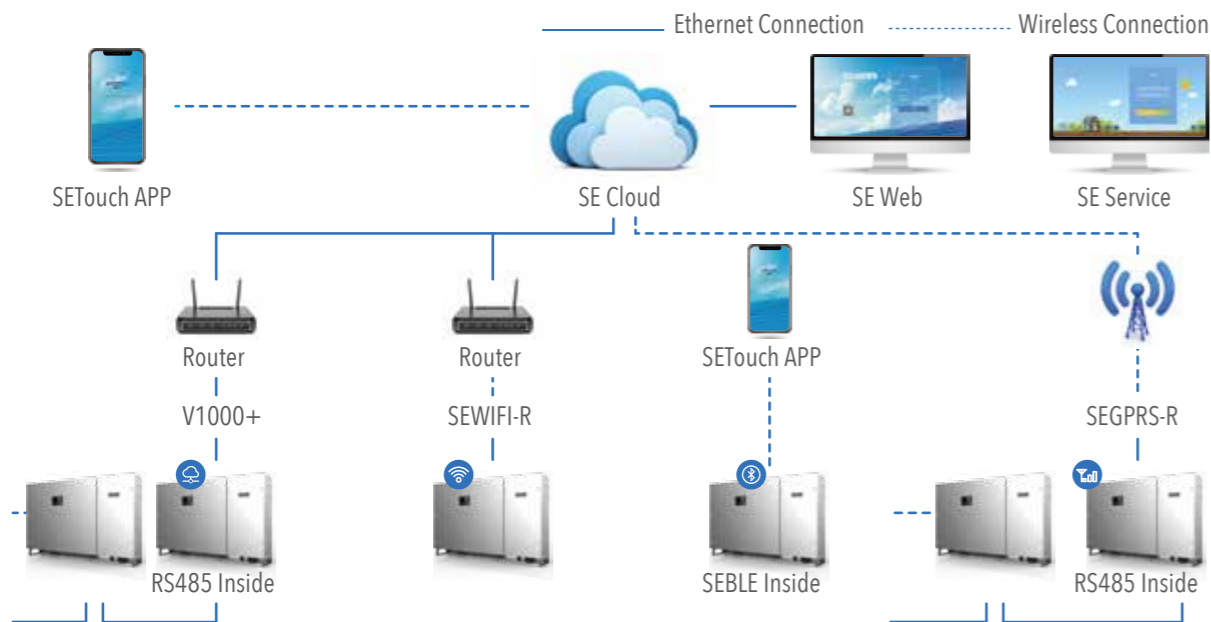 Ethernet Connection
Wireless Connection
SETouch APP
SE Cloud
SE Web
SE Service
Router
Router
SETouch APP
V1000+
SEWIFI-R
SEGPRS-R
RS485 Inside
SEBLE Inside
RS485 Inside